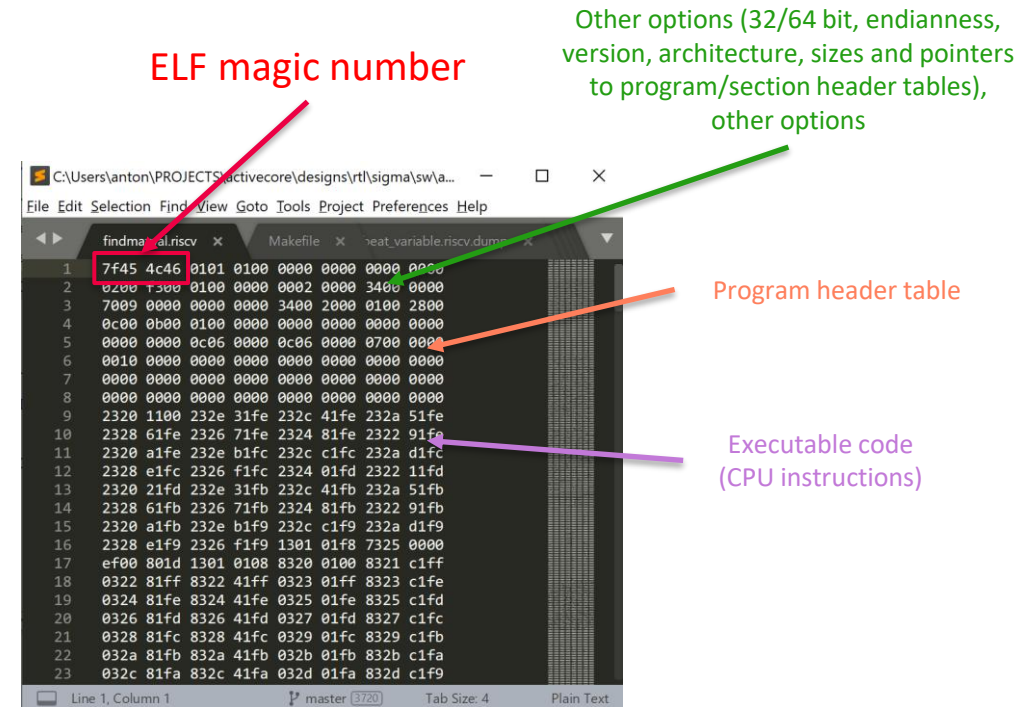 Other options (32/64 bit, endianness,
version, architecture, sizes and pointers
to program/section header tables),
other options
ELF magic number
C:\Users\anton\PROJECTS\activecore\designs\rtl\sigma\sw\a...
File Edit Selection Find View Goto Tools Project Preferences Help
Makefile
1 7f45 4c46 0101 0100 0000 0000 0000 0000
2 0200 f300 0100 0000 0002 0000 3400 0000
3 7009 0000 0000 0000 3400 2000 0100 2800
4 0c00 0b00 0100 0000 0000 0000 0000 0000
5 0000 0000 0c06 0000 0c06 0000 0700 0000
6 0010 0000 0000 0000 0000 0000 0000 0000
7 0000 0000 0000 0000 0000 0000 0000 0000
8 0000 0000 0000 0000 0000 0000 0000 0000
9 2320 1100 232e 31fe 232c 41fe 232a 51fe
10 2328 61fe 2326 71fe 2324 81fe 2322 91fe
11 2320 a1fe 232e b1fc 232c c1fc 232a d1fc
12 2328 e1fc 2326 f1fc 2324 01fd 2322 11fd
13 2320 21fd 232e 31fb 232c 41fb 232a 51fb
14 2328 61fb 2326 71fb 2324 81fb 2322 91fb
15 2320 a1fb 232e b1f9 232c c1f9 232a d1f9
16 2328 e1f9 2326 f1f9 1301 01f8 7325 0000
17 ef00 801d 1301 0108 8320 0100 8321 c1ff
18 0322 81ff 8322 41ff 0323 01ff 8323 c1fe
19 0324 81fe 8324 41fe 0325 01fe 8325 c1fd
20 0326 81fd 8326 41fd 0327 01fd 8327 c1fc
21 0328 81fc 8328 41fc 0329 01fc 8329 c1fb
22 032a 81fb 832a 41fb 032b 01fb 832b c1fa
23 032c 81fa 832c 41fa 032d 01fa 832d c1f9
Program header table
Executable code
(CPU instructions)
Line 1, Column 1 master 3720 Tab Size: 4 Plain Text